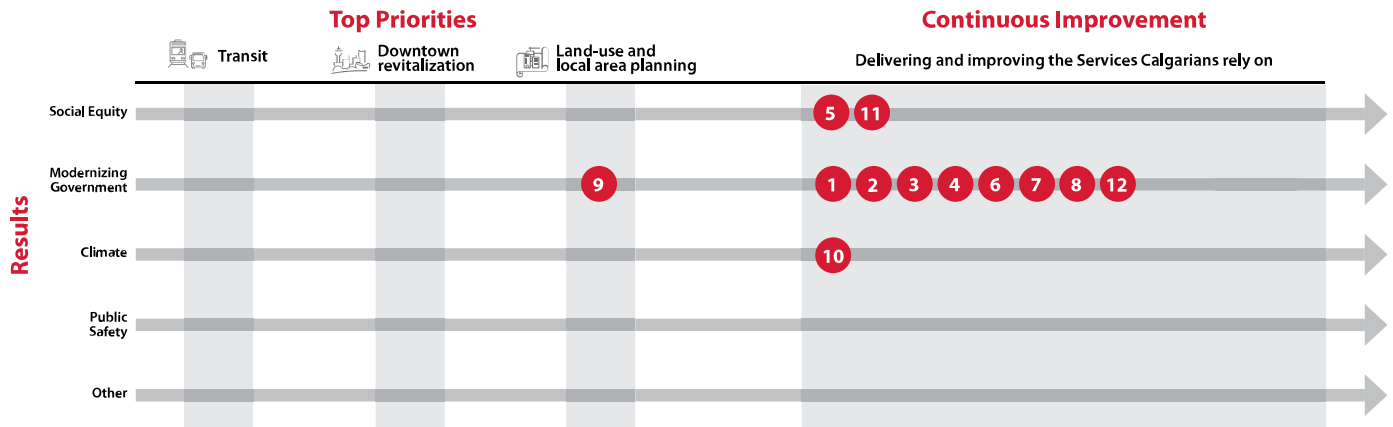 Top Priorities
Continuous Improvement
Transit
Downtown
revitalization
Land-use and
local area planning
Delivering and improving the Services Calgarians rely on
Results
Social Equity
5 11
Modernizing
Government
9 1 2 3 4 6 7 8 12
Climate
10
Public
Safety
Other